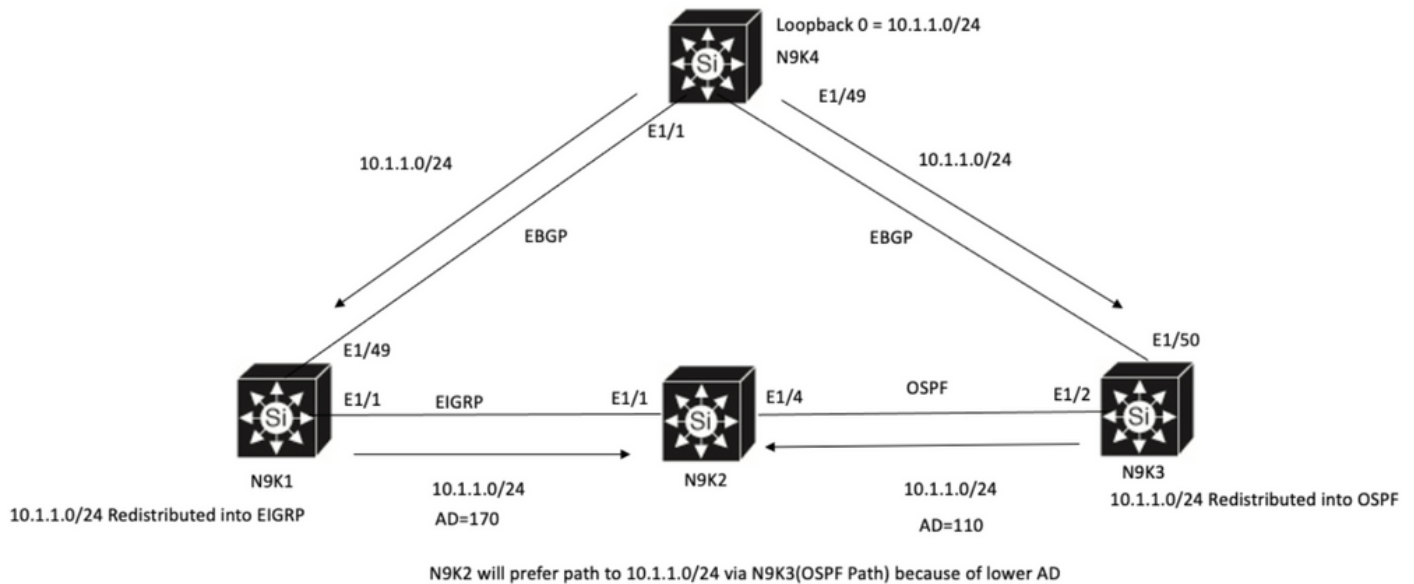 Loopback 0 = 10.1.1.0/24
Si
N9K4
E1/49
E1/1
10.1.1.0/24
10.1.1.0/24
EBGP
EBGP
E1/49
E1/50
Si
E1/1
EIGRP
E1/1
Si
E1/4
OSPF
E1/2
Si
N9K1
N9K2
N9K3
10.1.1.0/24 Redistributed into EIGRP
10.1.1.0/24
AD=170
10.1.1.0/24
AD=110
10.1.1.0/24 Redistributed into OSPF
N9K2 will prefer path to 10.1.1.0/24 via N9K3(OSPF Path) because of lower AD